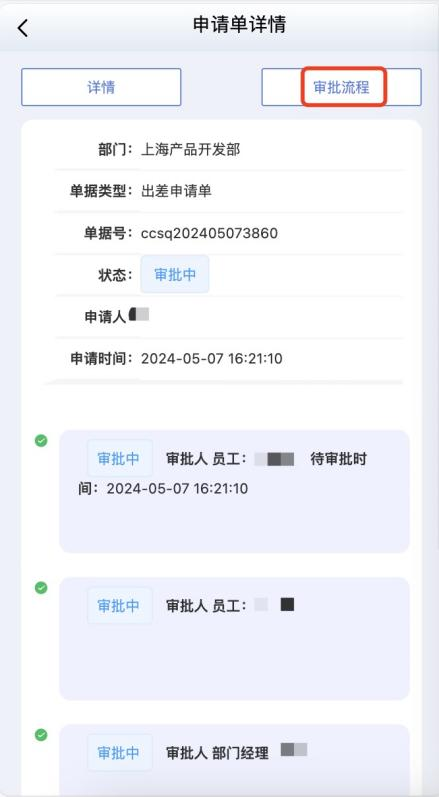 申请单详情
详情 审批流程
部门：上海产品开发部
单据类型：出差申请单
单据号：ccsq202405073860
状态：审批中
申请人
申请时间：2024-05-07 16:21:10
审批中 审批人 员工： 待审批时
间：2024-05-07 16:21:10
审批中 审批人 员工：
审批中 审批人 部门经理